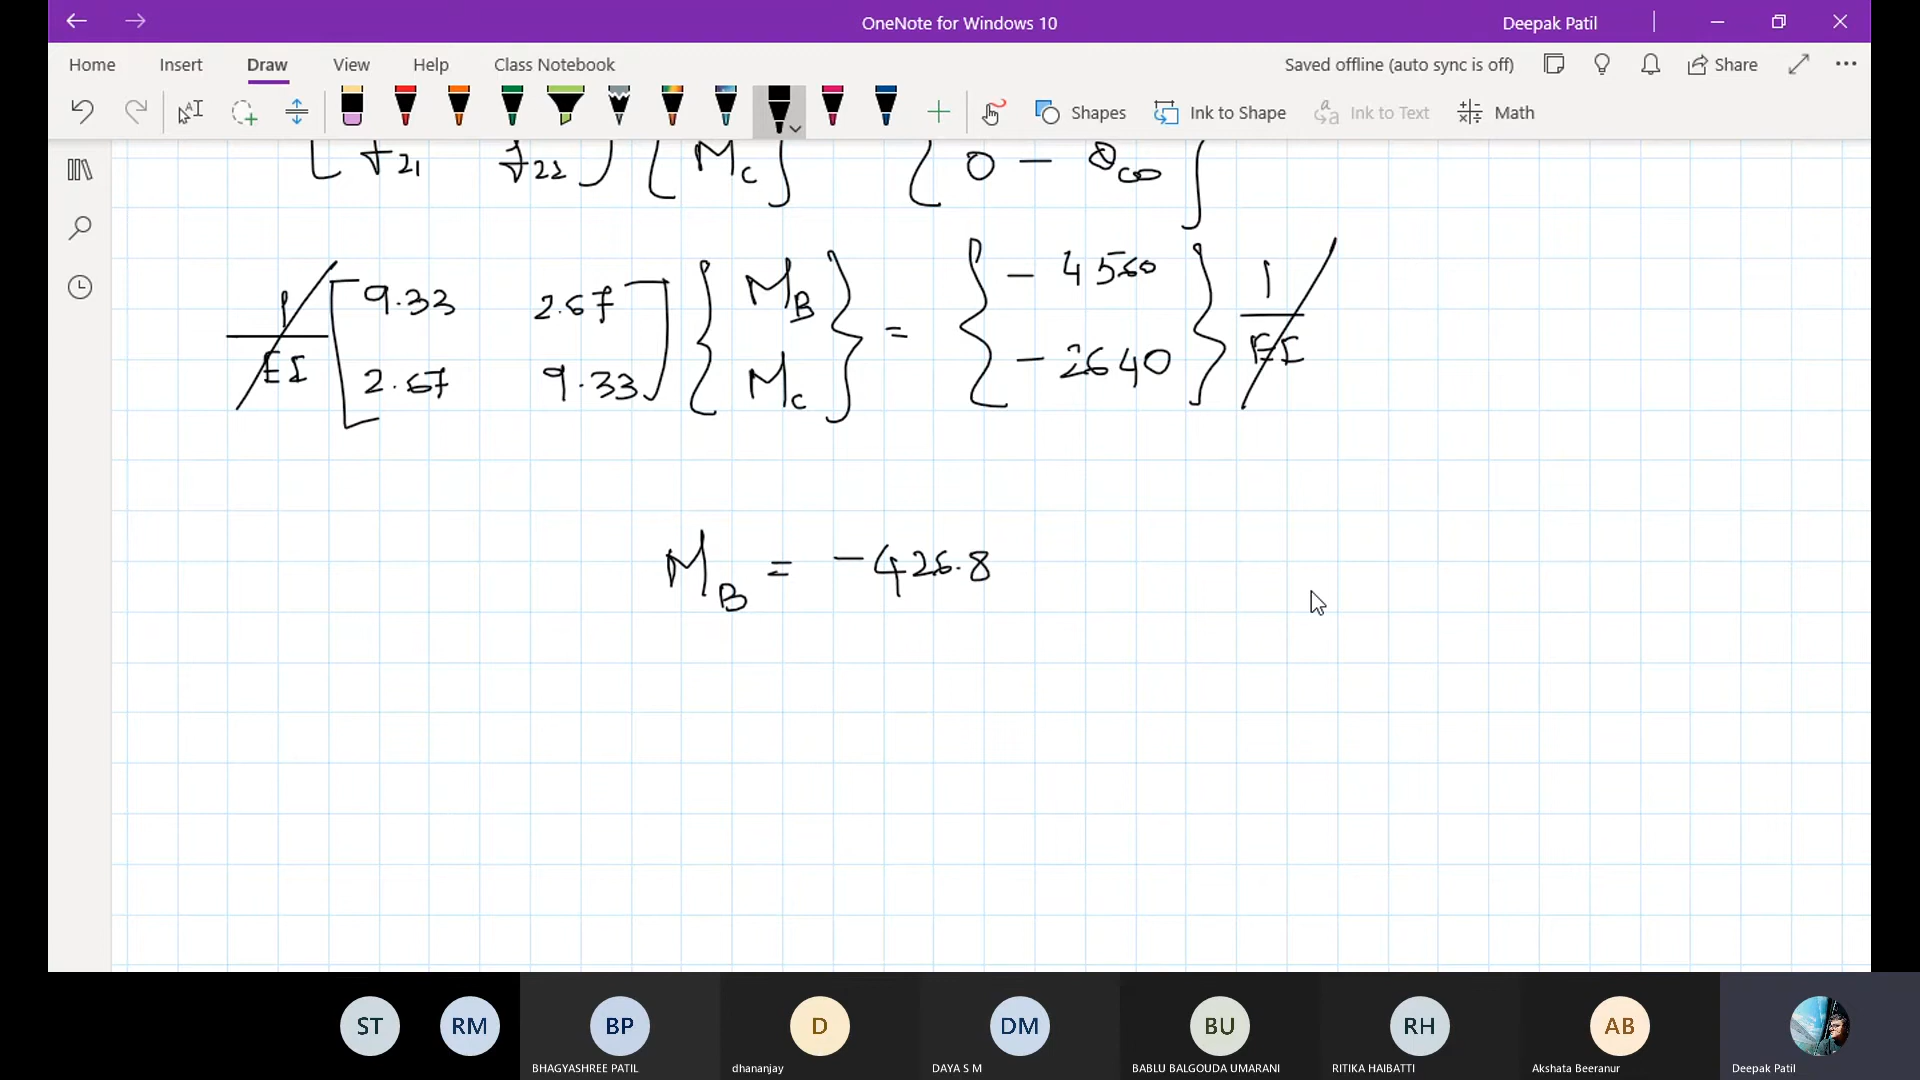 OneNote for Windows 10
Deepak Patil
Home Insert Draw View Help Class Notebook
Saved offline (auto sync is off) Share
Shapes Ink to Shape Ink to Text Math
[ f21 f22 ] { Mc } { 0 - θco }
1/EI [ 9.33 2.67 ] { MB } = { - 4560 } 1/EI
[ 2.67 9.33 ] { Mc } { - 2640 }
MB = -426.8
ST RM BP D DM BU RH AB
BHAGYASHREE PATIL dhananjay DAYA S M BABLU BALGOUDA UMARANI RITIKA HAIBATTI Akshata Beeranur Deepak Patil